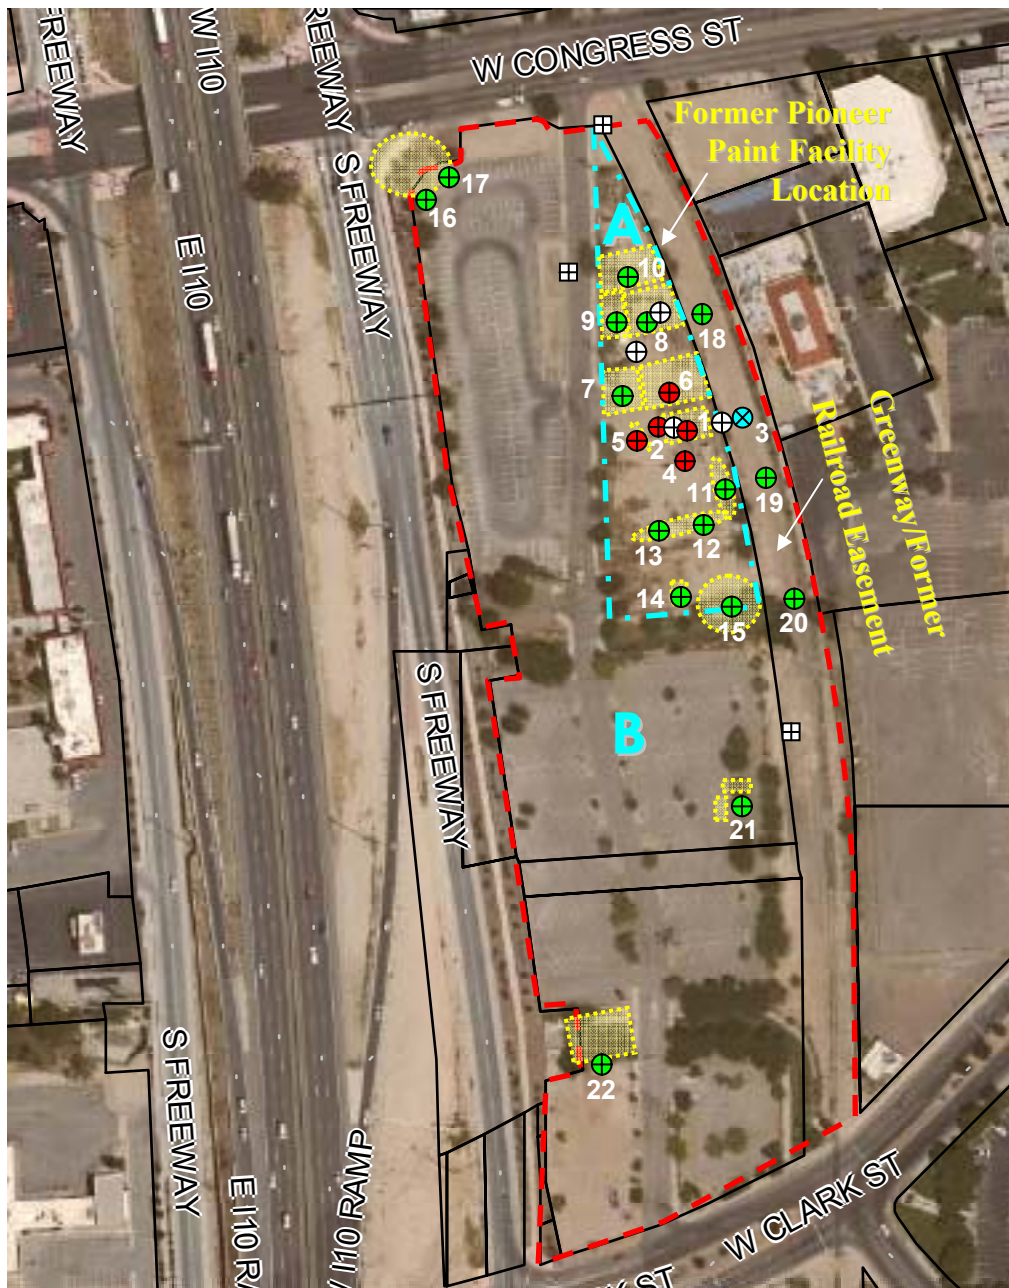 S FREEWAY
W I10
S FREEWAY
W CONGRESS ST
S FREEWAY
Former Pioneer
Paint Facility
Location
17
16
E I10
A
10
9
8
18
7
6
1
3
5
2
4
Greenway/Former
Railroad Easement
11
19
12
13
14
15
20
S FREEWAY
B
21
22
S FREEWAY
E I10
W I10 RAMP
W CLARK ST
ST